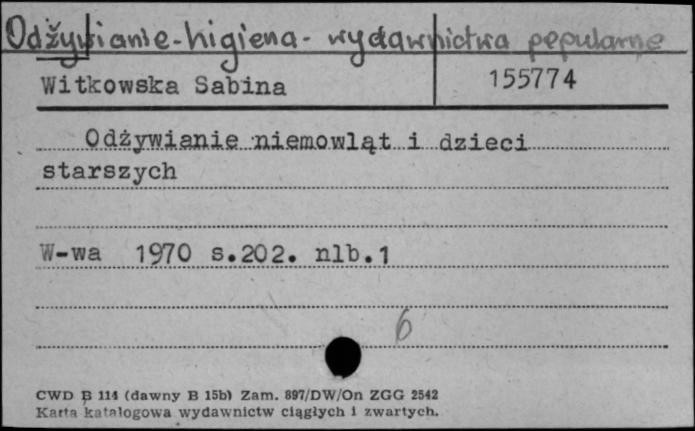 Odżywianie-higiena-wydawnictwa popularne
Witkowska Sabina 155774
Odżywianie niemowląt i dzieci
starszych
W-wa 1970 s.202. nlb.1
6
CWD B 114 (dawny B 15b) Zam. 897/DW/On ZGG 2542
Karta katalogowa wydawnictw ciągłych i zwartych.